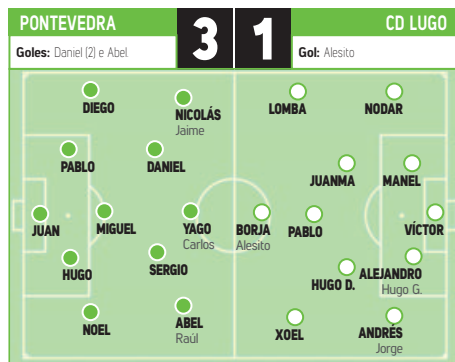 PONTEVEDRA 3 1 CD LUGO
Goles: Daniel (2) e Abel Gol: Alesito
DIEGO
NICOLÁS
Jaime
LOMBA
NODAR
PABLO
DANIEL
JUANMA
MANEL
JUAN
MIGUEL
YAGO
Carlos
BORJA
Alesito
PABLO
VÍCTOR
HUGO
SERGIO
HUGO D.
ALEJANDRO
Hugo G.
NOEL
ABEL
Raúl
XOEL
ANDRÉS
Jorge